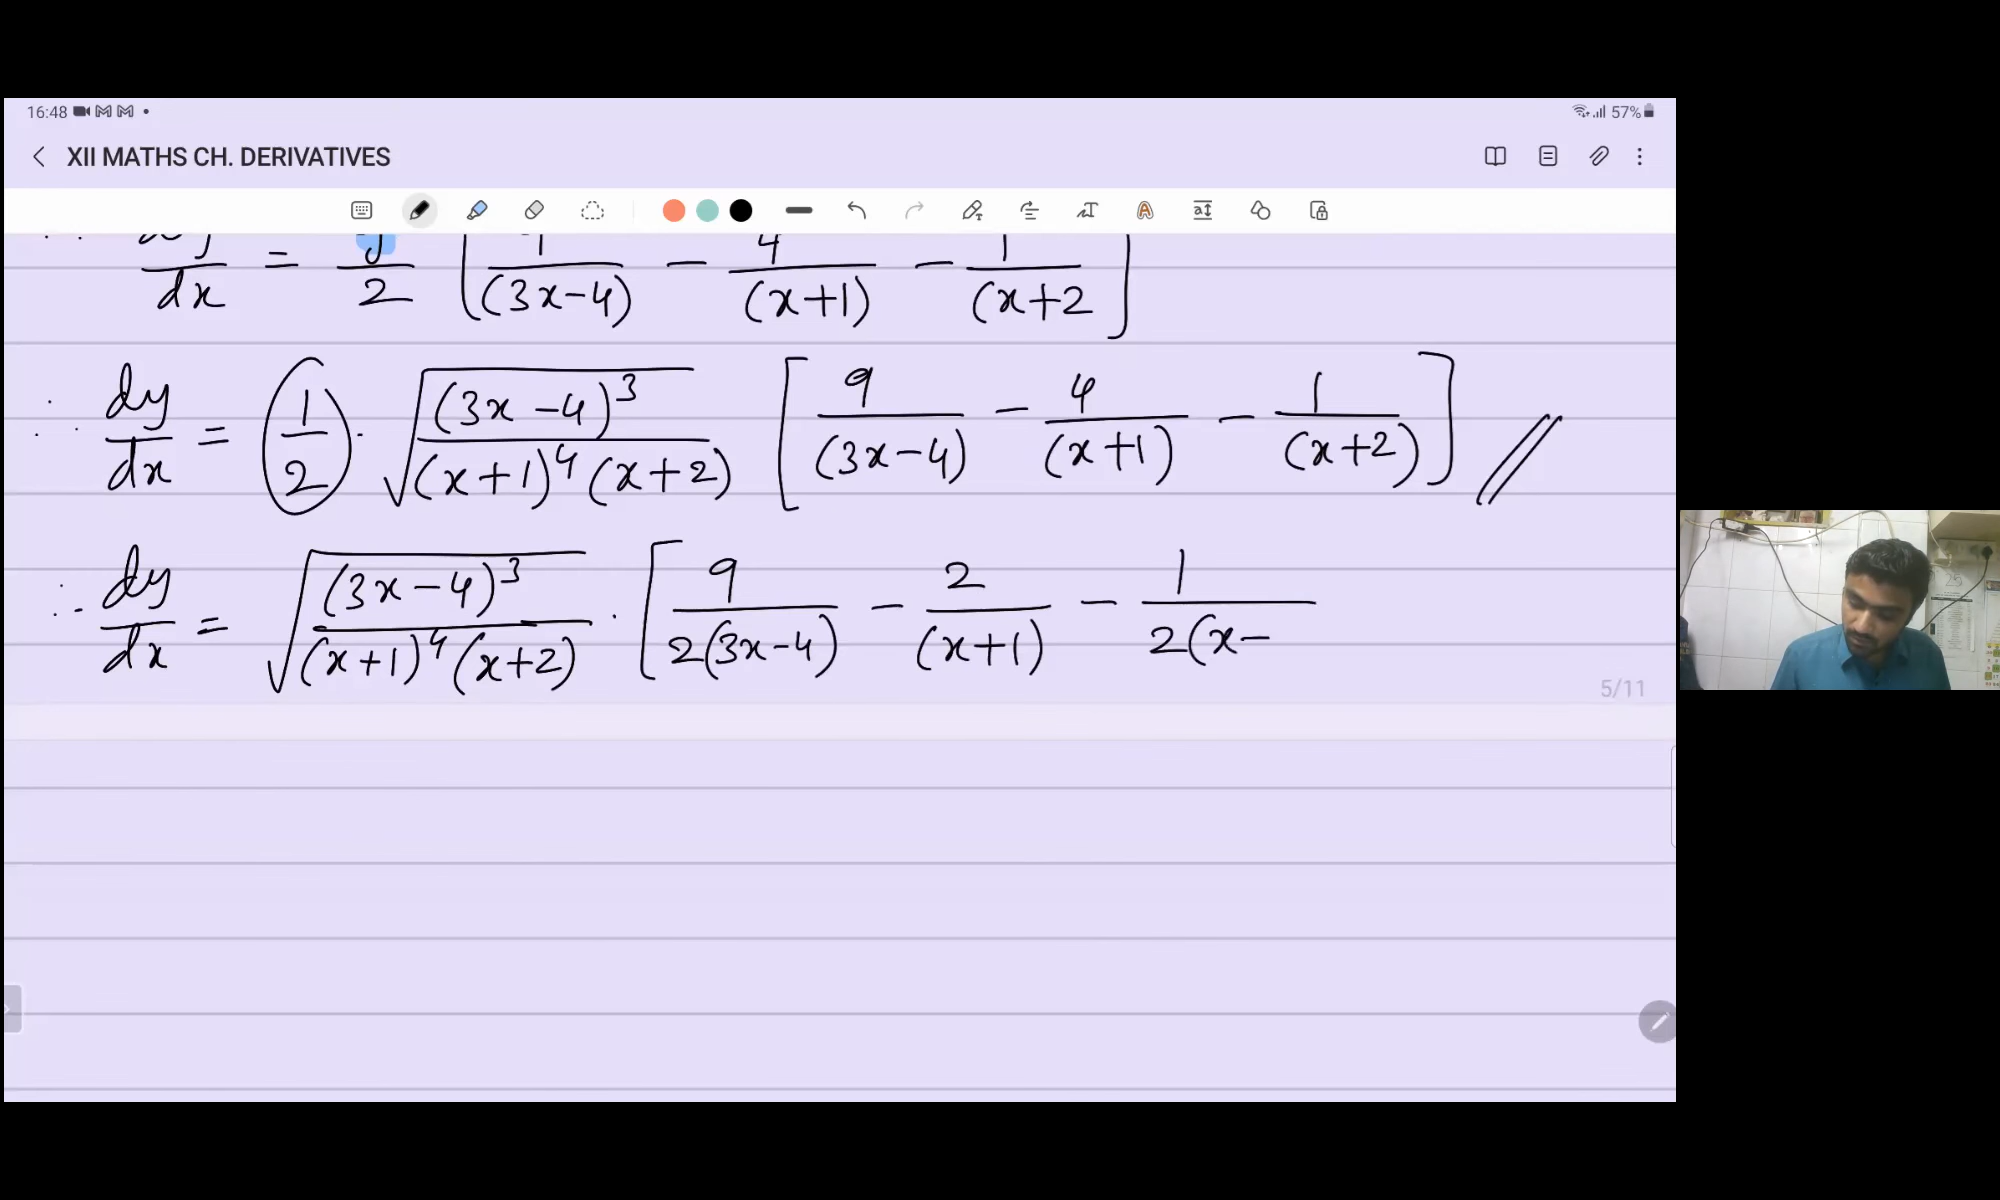 16:48 57%
XII MATHS CH. DERIVATIVES
dx = 2 [ (3x-4) - 4/(x+1) - 1/(x+2 ]
∴ dy/dx = (1/2) · √((3x-4)^3/(x+1)^4 (x+2)) [ 9/(3x-4) - 4/(x+1) - 1/(x+2) ] //
∴ dy/dx = √((3x-4)^3/(x+1)^4 (x+2)) · [ 9/2(3x-4) - 2/(x+1) - 1/2(x-
5/11